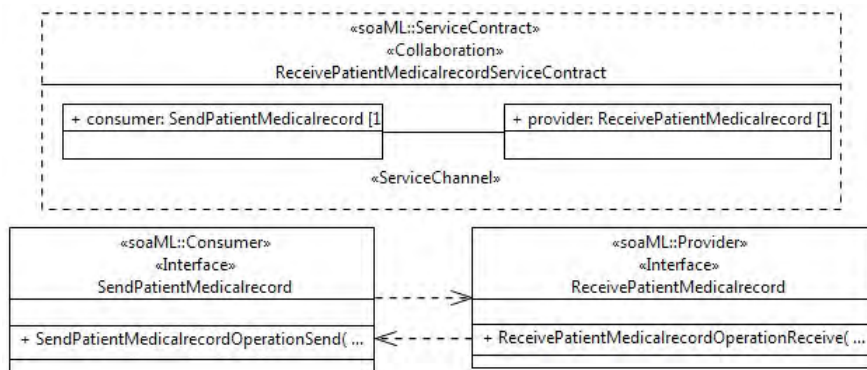 «soaML::ServiceContract»
«Collaboration»
ReceivePatientMedicalrecordServiceContract
+ consumer: SendPatientMedicalrecord [1
+ provider: ReceivePatientMedicalrecord [1
«ServiceChannel»
«soaML::Consumer»
«Interface»
SendPatientMedicalrecord
+ SendPatientMedicalrecordOperationSend( ...
«soaML::Provider»
«Interface»
ReceivePatientMedicalrecord
+ ReceivePatientMedicalrecordOperationReceive( ...